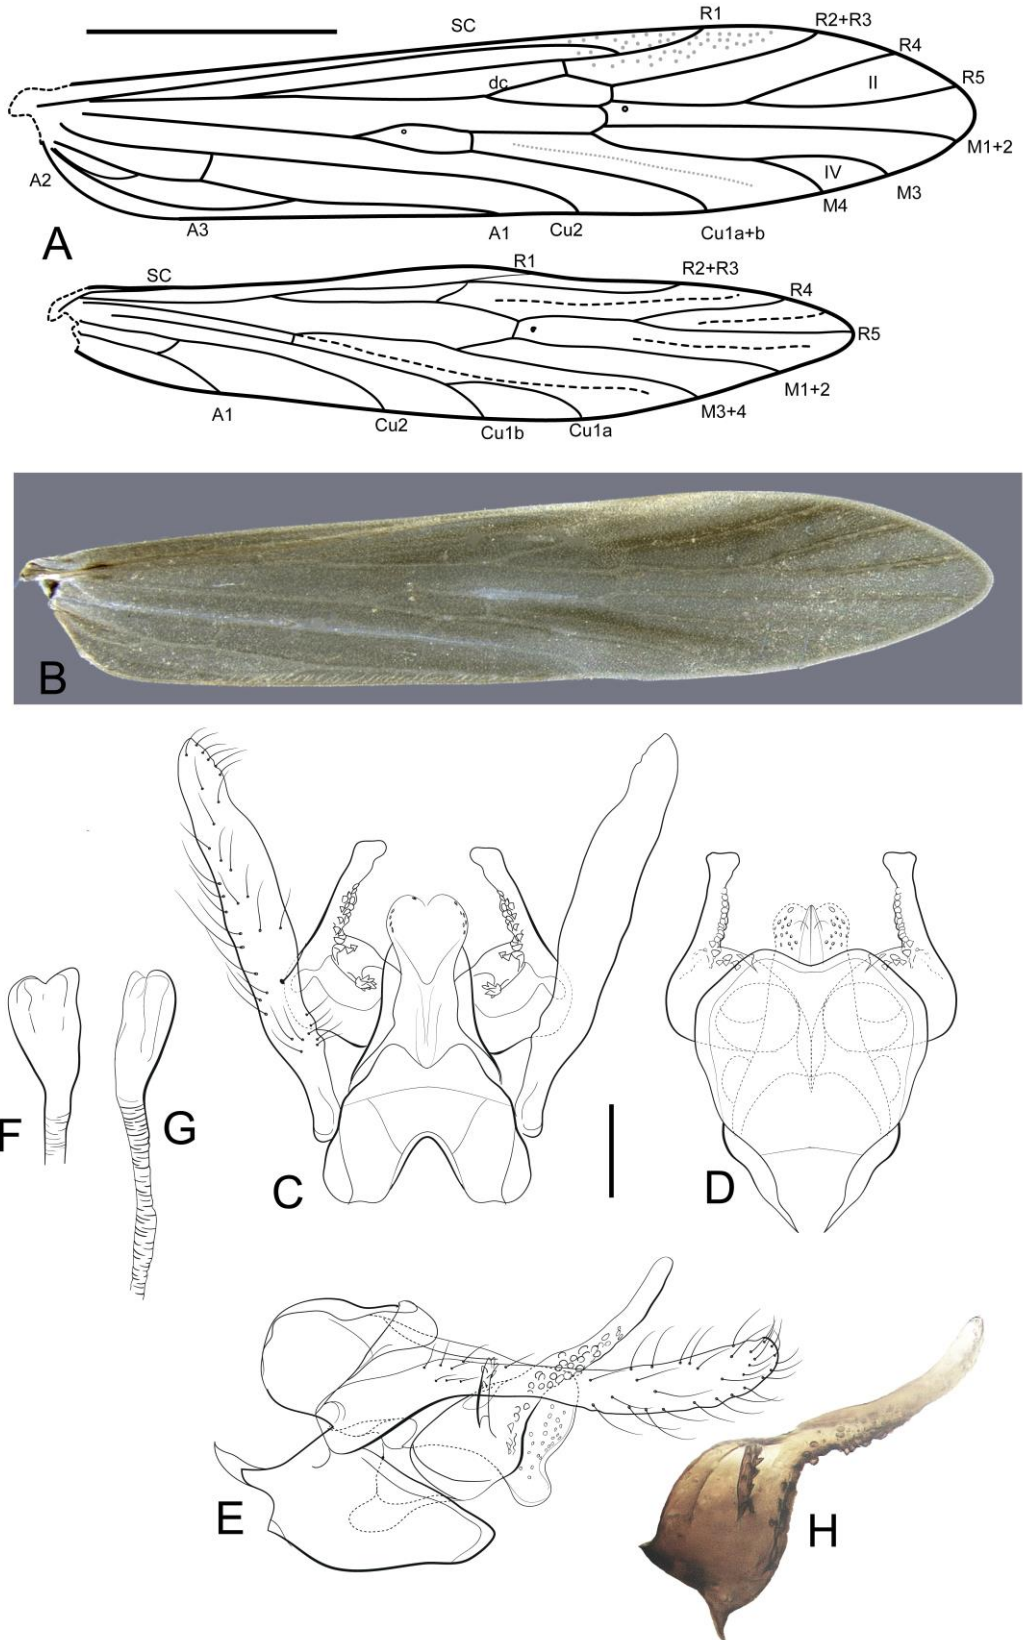 SC
R1
R2+R3
R4
dc
II
R5
M1+2
A2
IV
M3
M4
A
A3
A1
Cu2
Cu1a+b
SC
R1
R2+R3
R4
R5
M1+2
A1
Cu2
Cu1b
Cu1a
M3+4
B
F
G
C
D
E
H